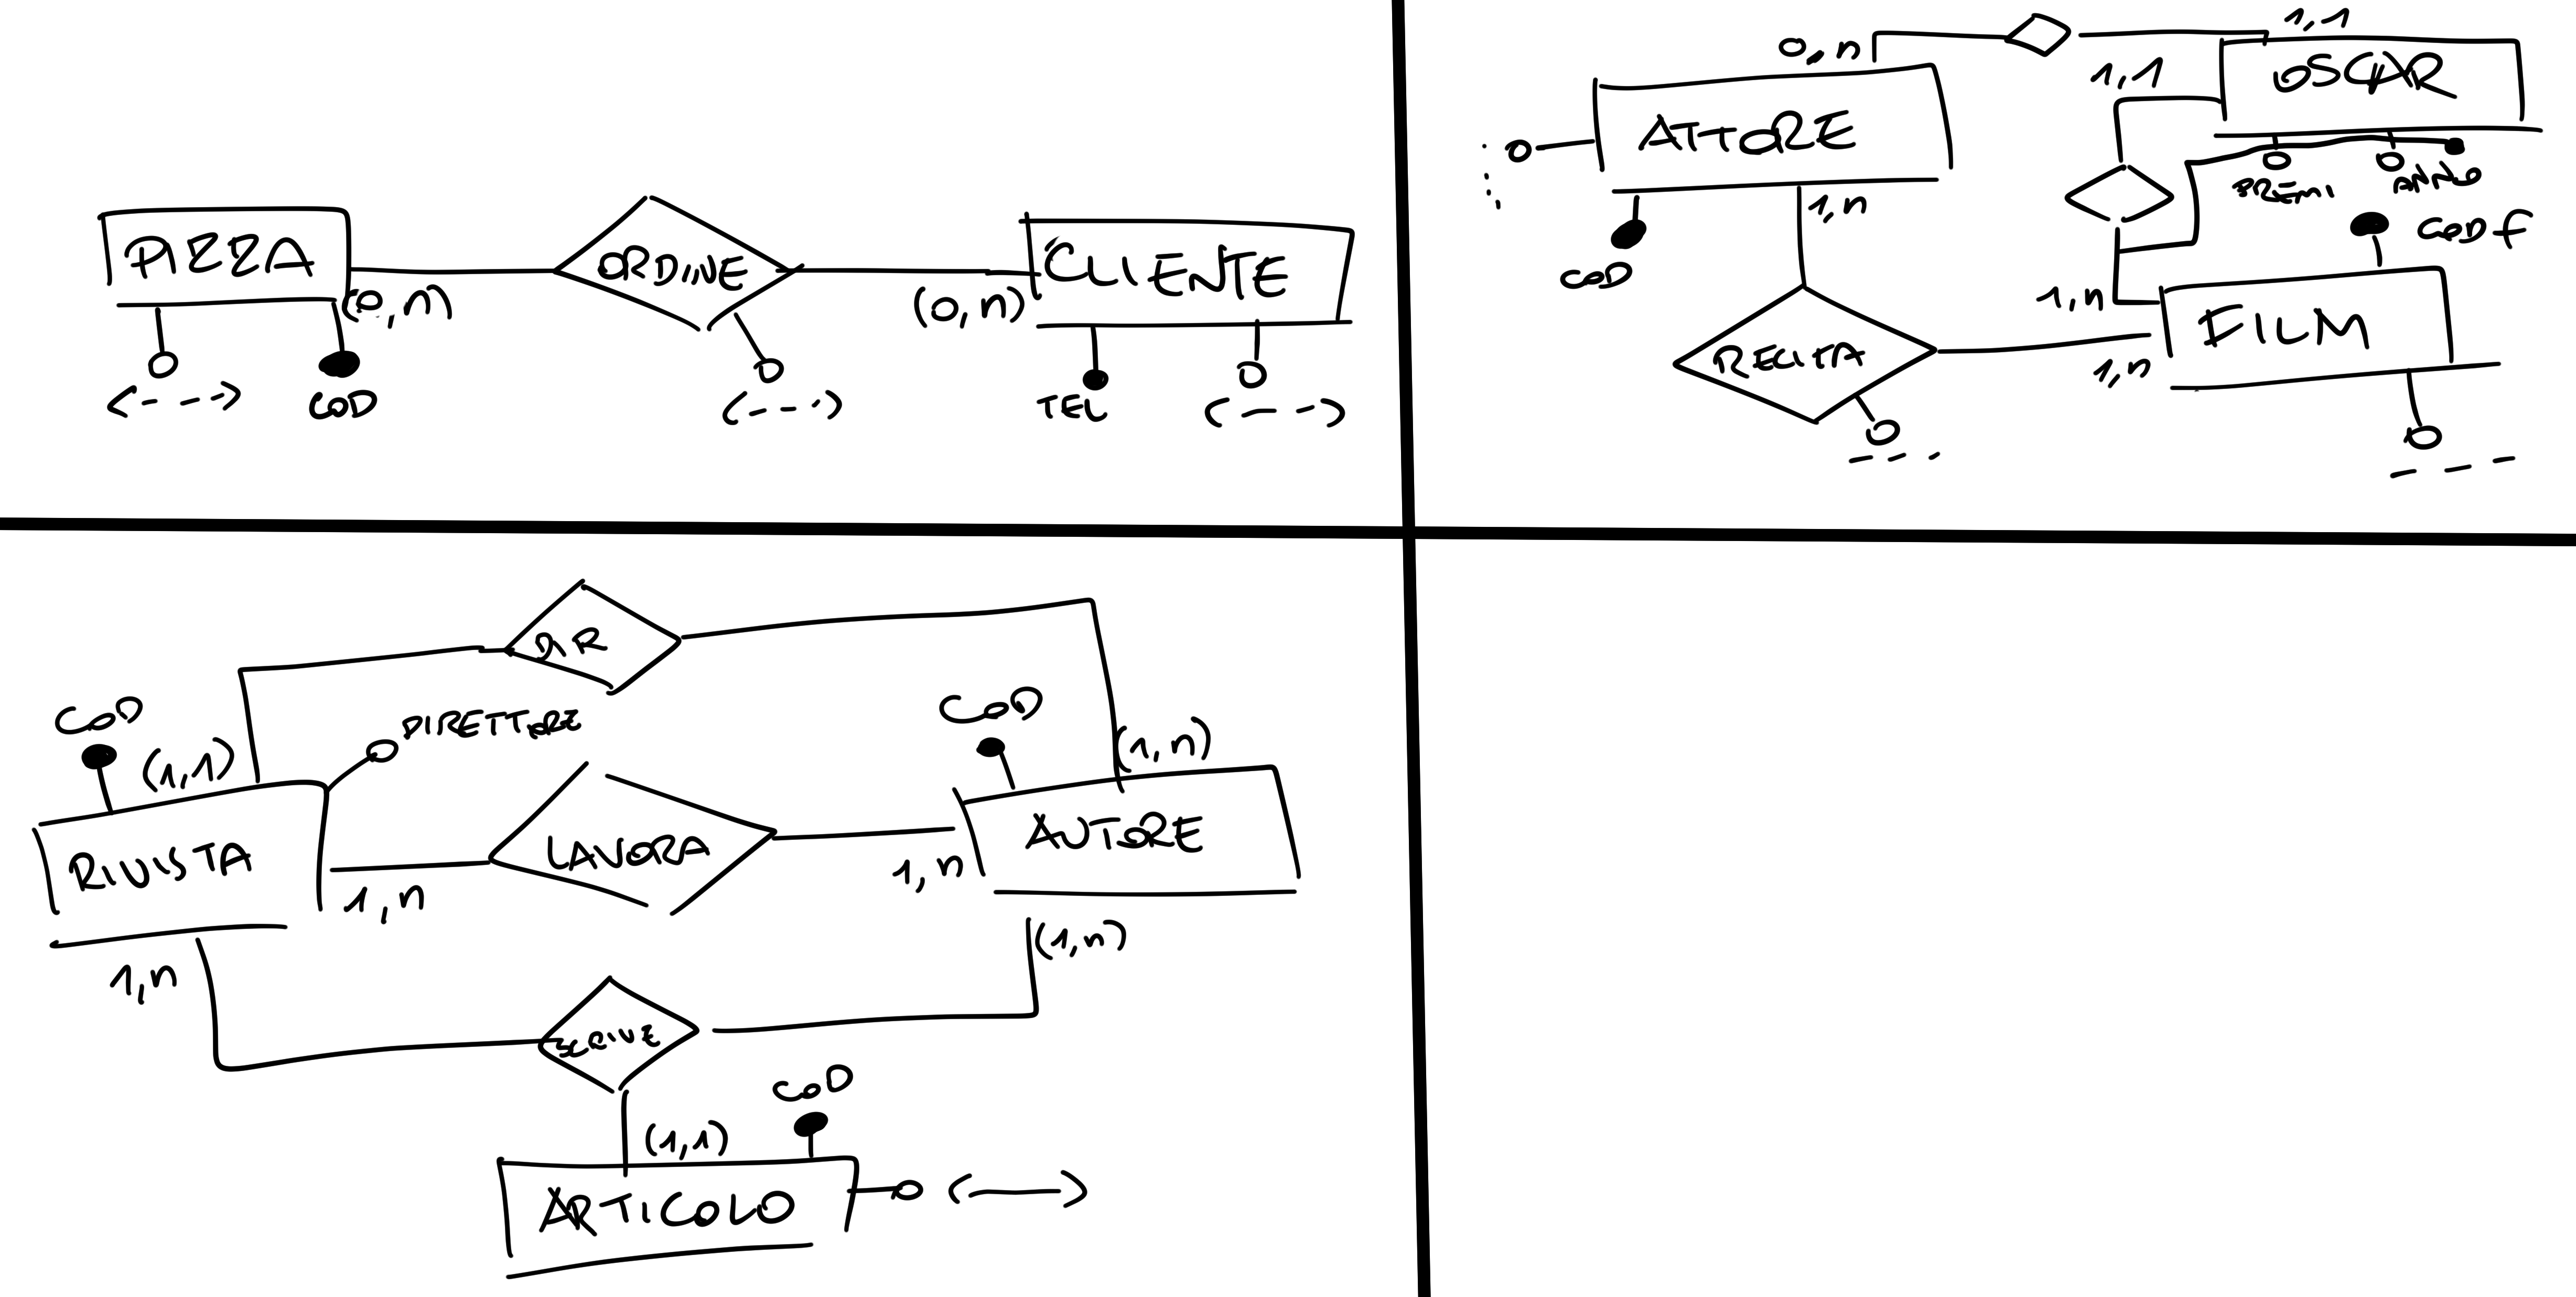 PIZZA
(0,n)
COD
ORDINE
(0,n)
CLIENTE
TEL
0,n
1,1
1,1
OSCAR
PREMI
ANNO
ATTORE
COD
1,n
RECITA
1,n
1,n
COD F
FILM
DIR
COD
(1,1)
DIRETTORE
COD
(1,n)
RIVISTA
1,n
LAVORA
1,n
AUTORE
1,n
(1,n)
SCRIVE
(1,1)
COD
ARTICOLO